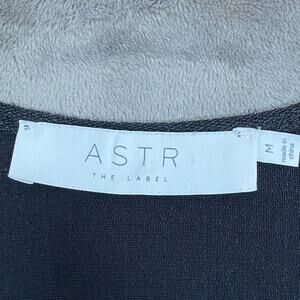 ASTR
THE LABEL
M
made in
china